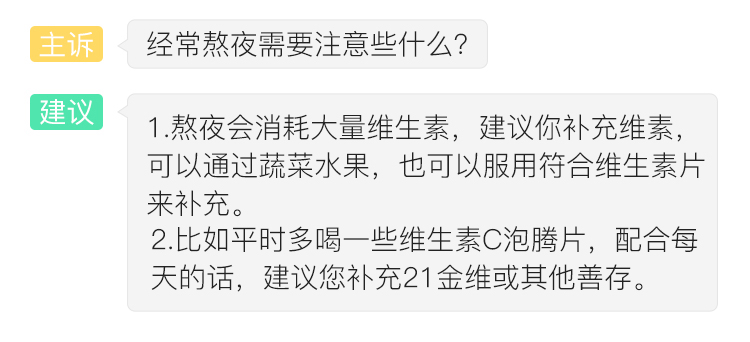 主诉
经常熬夜需要注意些什么？
建议
1.熬夜会消耗大量维生素，建议你补充维素，
可以通过蔬菜水果，也可以服用符合维生素片
来补充。
2.比如平时多喝一些维生素C泡腾片，配合每
天的话，建议您补充21金维或其他善存。